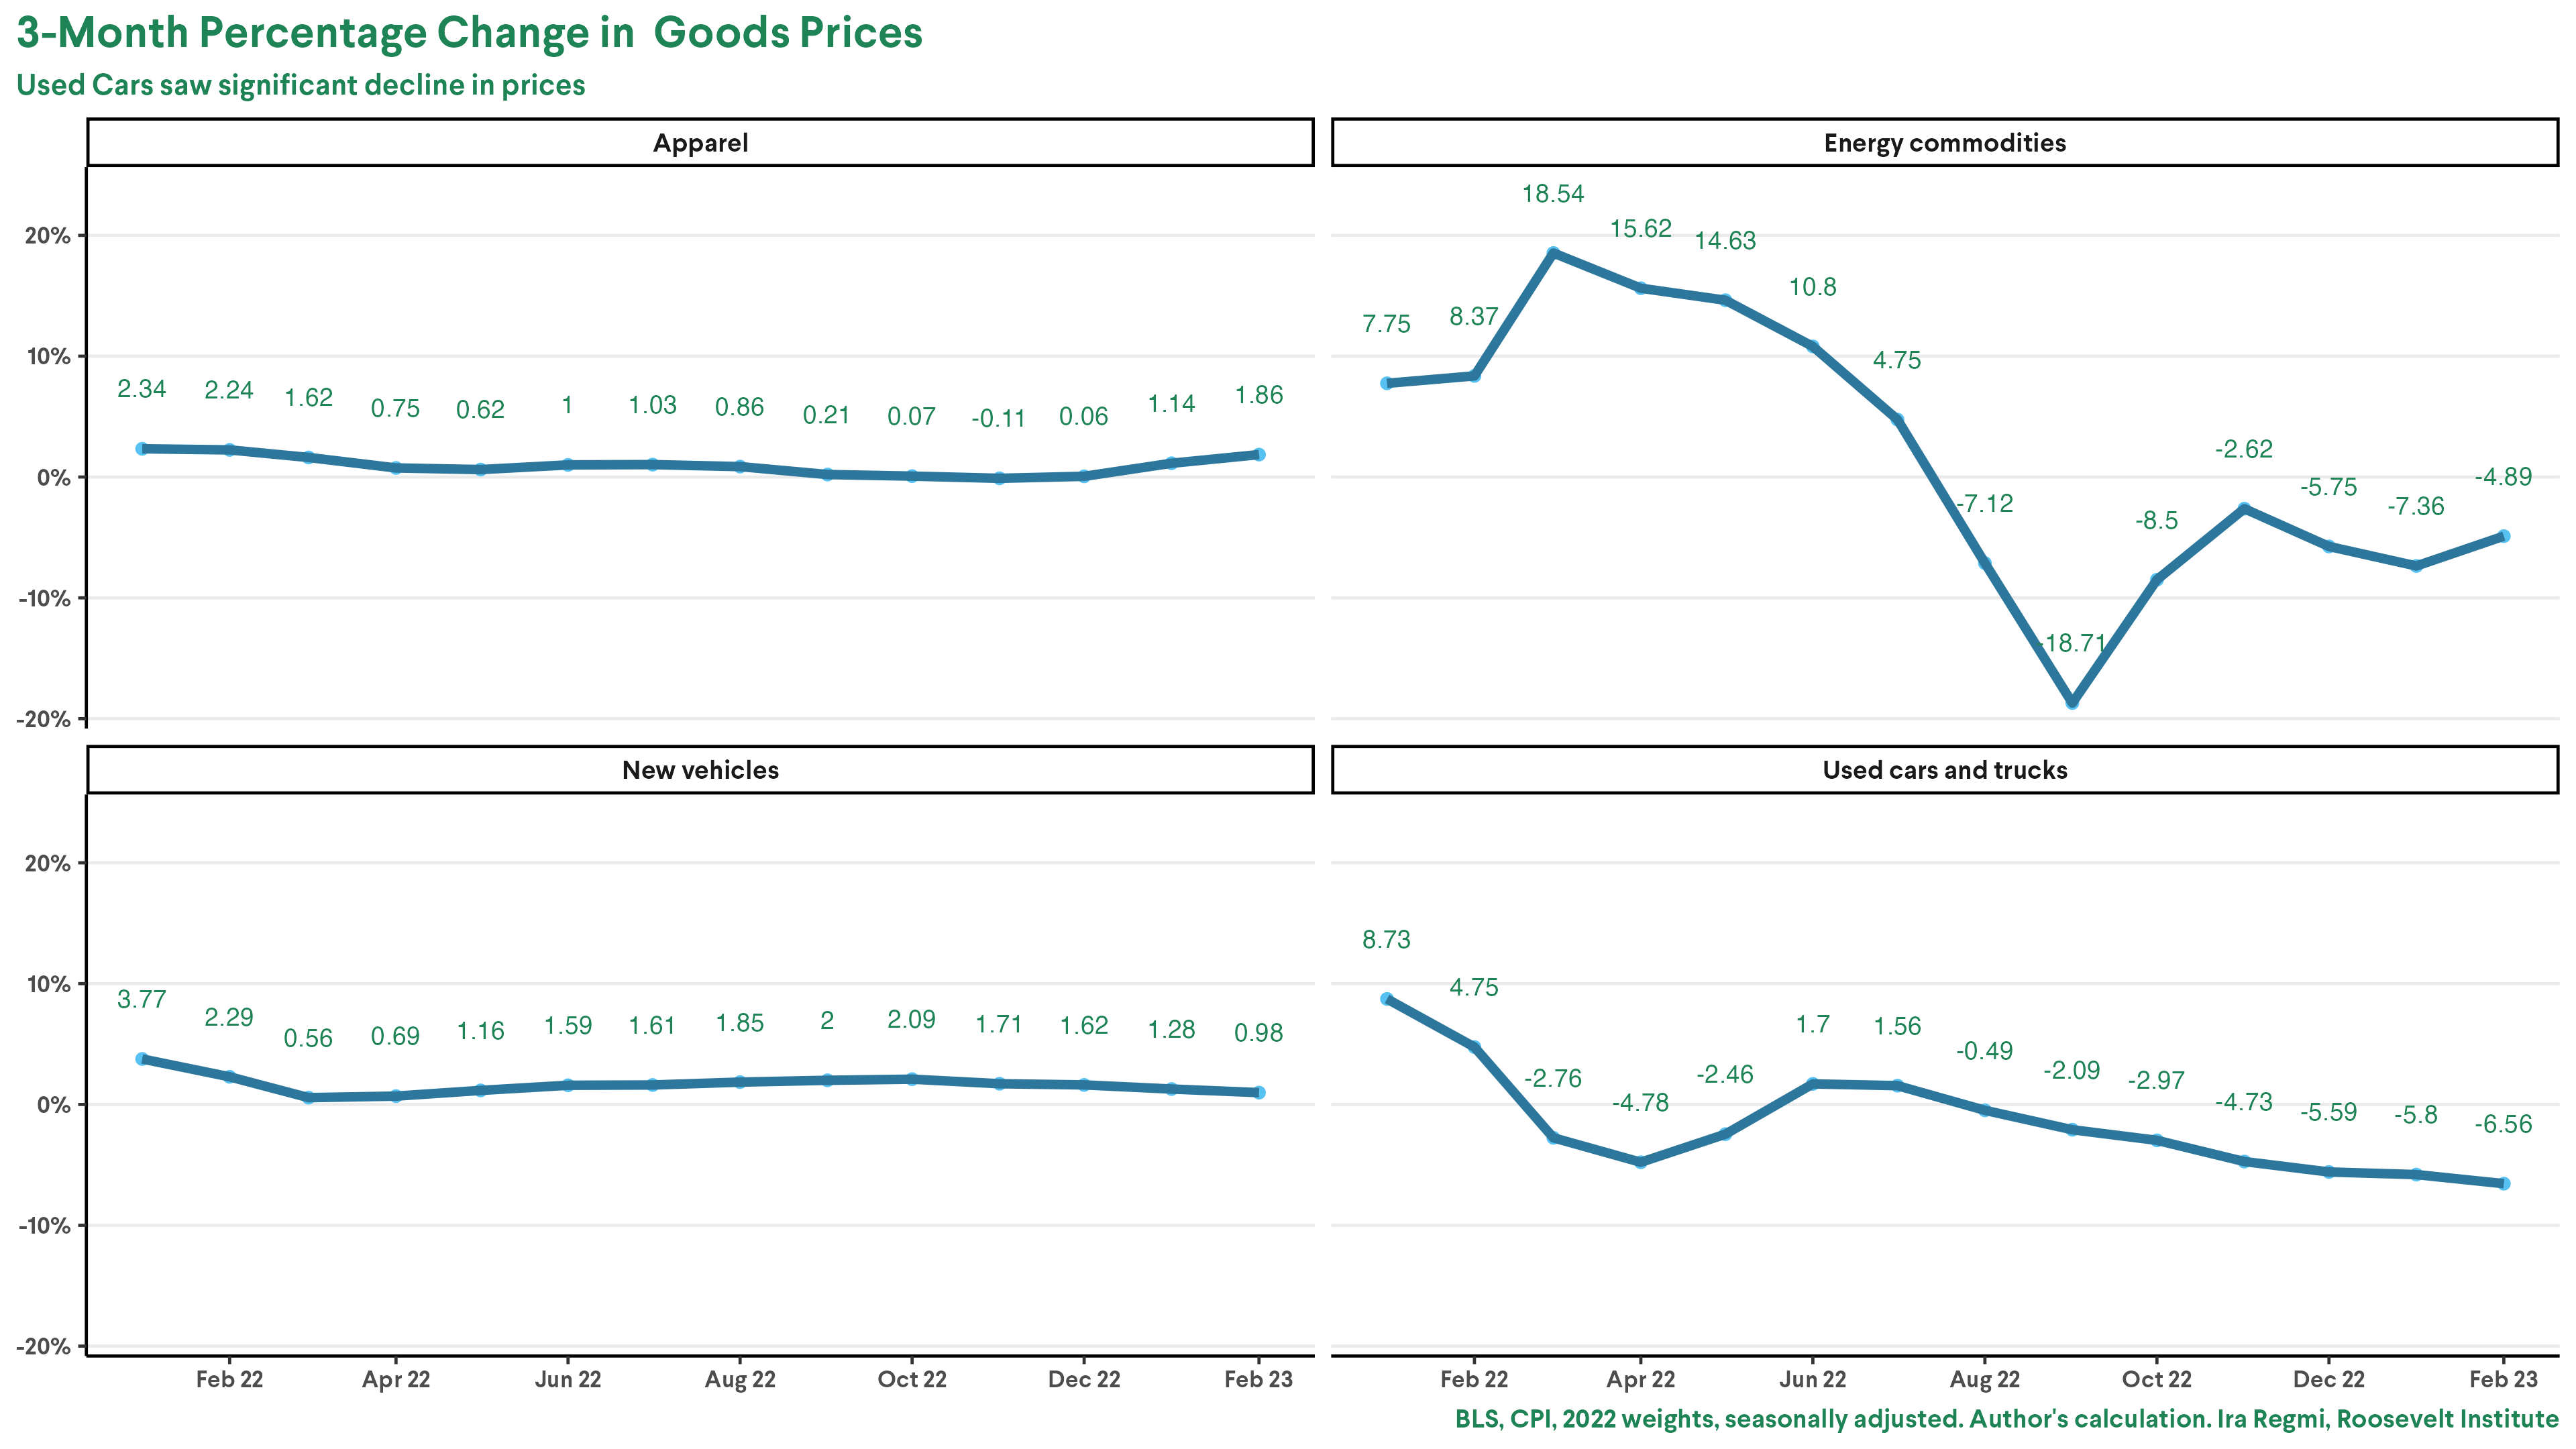 3-Month Percentage Change in  Goods Prices
Used Cars saw significant decline in prices
Apparel
20%
10%
0%
-10%
-20%
2.34 2.24 1.62 0.75 0.62 1 1.03 0.86 0.21 0.07 -0.11 0.06 1.14 1.86
Energy commodities
7.75 8.37 18.54 15.62 14.63 10.8 4.75 -7.12 -18.71 -8.5 -2.62 -5.75 -7.36 -4.89
New vehicles
20%
10%
0%
-10%
-20%
3.77 2.29 0.56 0.69 1.16 1.59 1.61 1.85 2 2.09 1.71 1.62 1.28 0.98
Feb 22 Apr 22 Jun 22 Aug 22 Oct 22 Dec 22 Feb 23
Used cars and trucks
8.73 4.75 -2.76 -4.78 -2.46 1.7 1.56 -0.49 -2.09 -2.97 -4.73 -5.59 -5.8 -6.56
Feb 22 Apr 22 Jun 22 Aug 22 Oct 22 Dec 22 Feb 23
BLS, CPI, 2022 weights, seasonally adjusted. Author's calculation. Ira Regmi, Roosevelt Institute